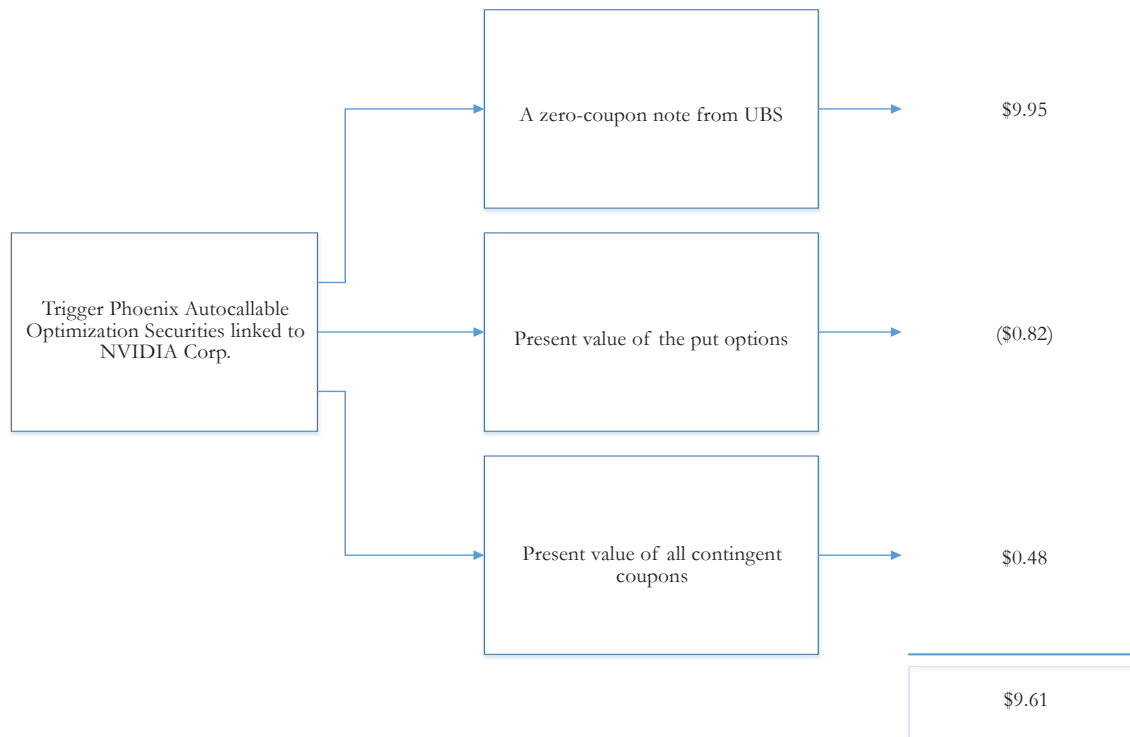 A zero-coupon note from UBS
$9.95
Trigger Phoenix Autocallable
Optimization Securities linked to
NVIDIA Corp.
Present value of the put options
($0.82)
Present value of all contingent
coupons
$0.48
$9.61